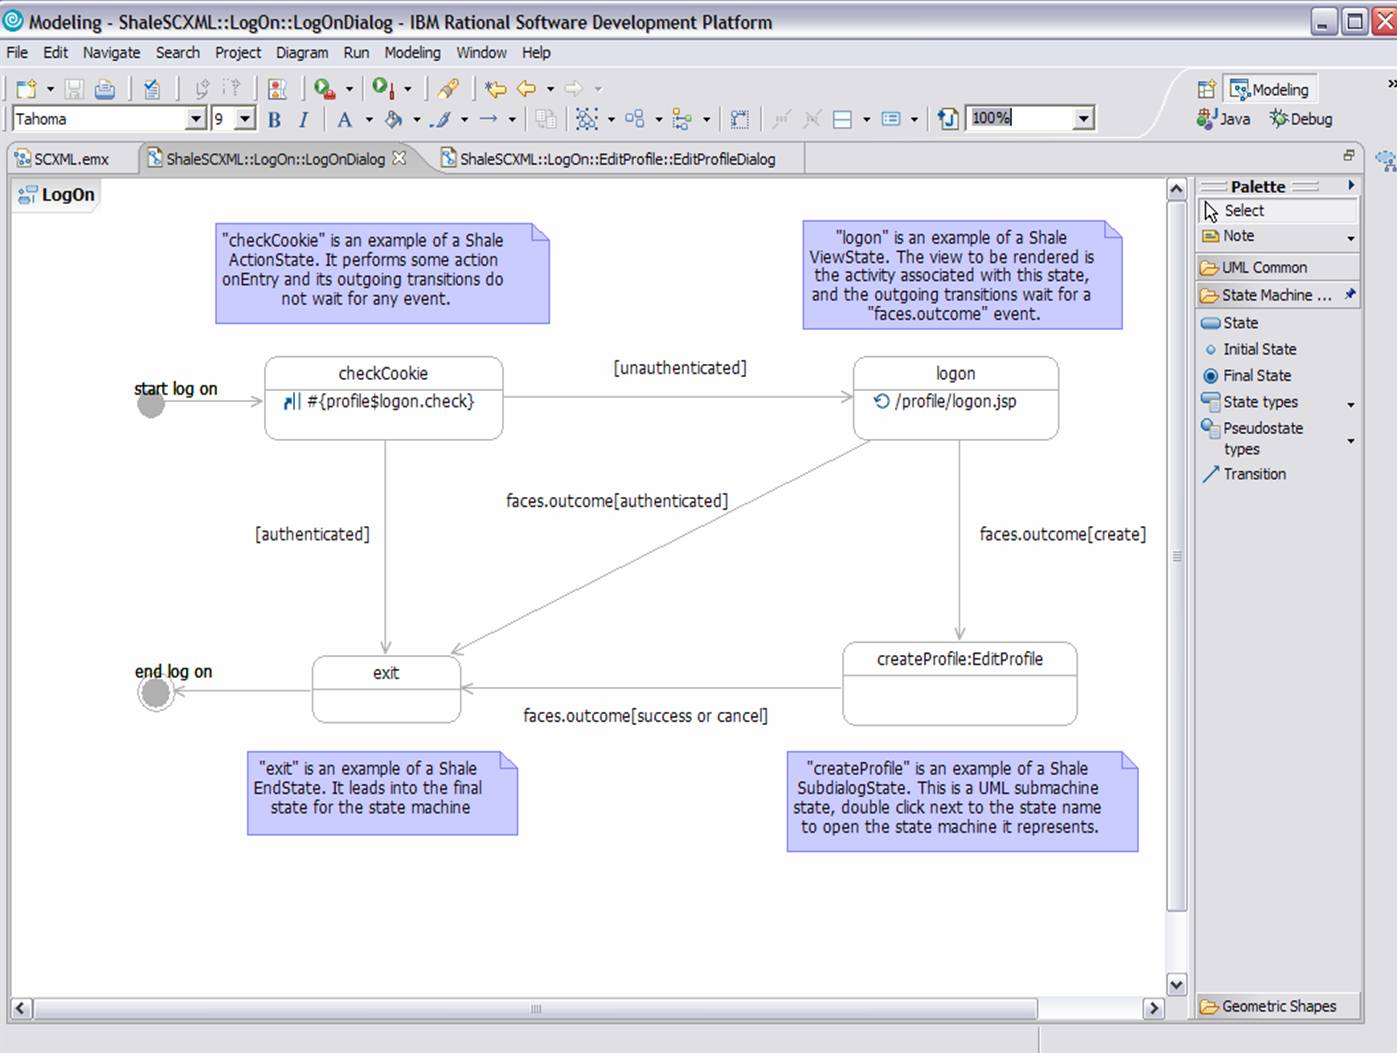 Modeling - ShaleSCXML::LogOn::LogOnDialog - IBM Rational Software Development Platform
File Edit Navigate Search Project Diagram Run Modeling Window Help
Modeling
Tahoma 9 B I A 100%
Java Debug
SCXML.emx ShaleSCXML::LogOn::LogOnDialog ShaleSCXML::LogOn::EditProfile::EditProfileDialog
LogOn
"checkCookie" is an example of a Shale
ActionState. It performs some action
onEntry and its outgoing transitions do
not wait for any event.
"logon" is an example of a Shale
ViewState. The view to be rendered is
the activity associated with this state,
and the outgoing transitions wait for a
"faces.outcome" event.
start log on
checkCookie
#{profile$logon.check}
[unauthenticated]
logon
/profile/logon.jsp
faces.outcome[authenticated]
[authenticated]
faces.outcome[create]
end log on
exit
createProfile:EditProfile
faces.outcome[success or cancel]
"exit" is an example of a Shale
EndState. It leads into the final
state for the state machine
"createProfile" is an example of a Shale
SubdialogState. This is a UML submachine
state, double click next to the state name
to open the state machine it represents.
Palette
Select
Note
UML Common
State Machine ...
State
Initial State
Final State
State types
Pseudostate
types
Transition
Geometric Shapes